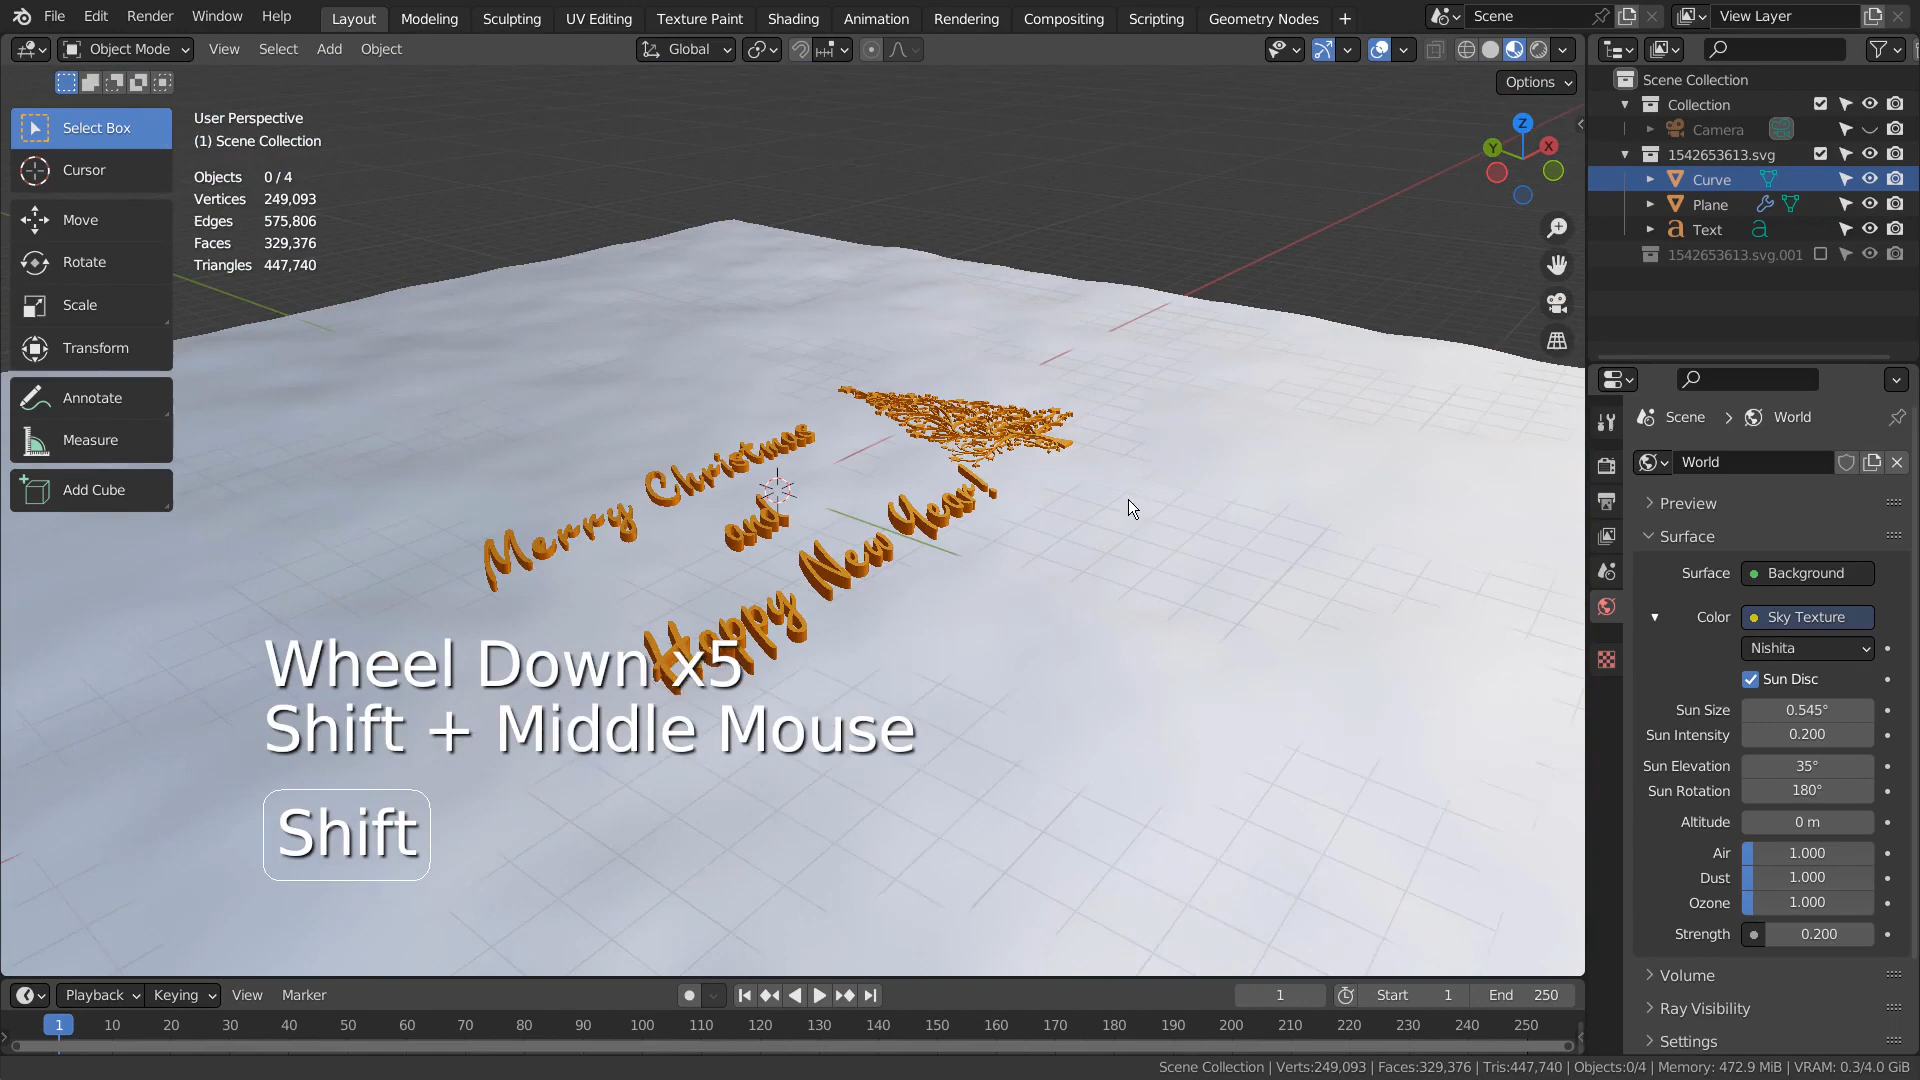 File Edit Render Window Help Layout Modeling Sculpting UV Editing Texture Paint Shading Animation Rendering Compositing Scripting Geometry Nodes + Scene View Layer
Object Mode View Select Add Object Global
Options
Select Box
Cursor
Move
Rotate
Scale
Transform
Annotate
Measure
Add Cube
User Perspective
(1) Scene Collection
Objects 0 / 4
Vertices 249,093
Edges 575,806
Faces 329,376
Triangles 447,740
Z
Y
X
Merry Christmas
and
Happy New Year!
Wheel Down x5
Shift + Middle Mouse
Shift
Scene Collection
Collection
Camera
1542653613.svg
Curve
Plane
Text
1542653613.svg.001
Scene > World
World
Preview
Surface
Surface Background
Color Sky Texture
Nishita
Sun Disc
Sun Size 0.545°
Sun Intensity 0.200
Sun Elevation 35°
Sun Rotation 180°
Altitude 0 m
Air 1.000
Dust 1.000
Ozone 1.000
Strength 0.200
Volume
Ray Visibility
Settings
Playback Keying View Marker 1 Start 1 End 250
1 10 20 30 40 50 60 70 80 90 100 110 120 130 140 150 160 170 180 190 200 210 220 230 240 250
Scene Collection | Verts:249,093 | Faces:329,376 | Tris:447,740 | Objects:0/4 | Memory: 472.9 MiB | VRAM: 0.3/4.0 GiB